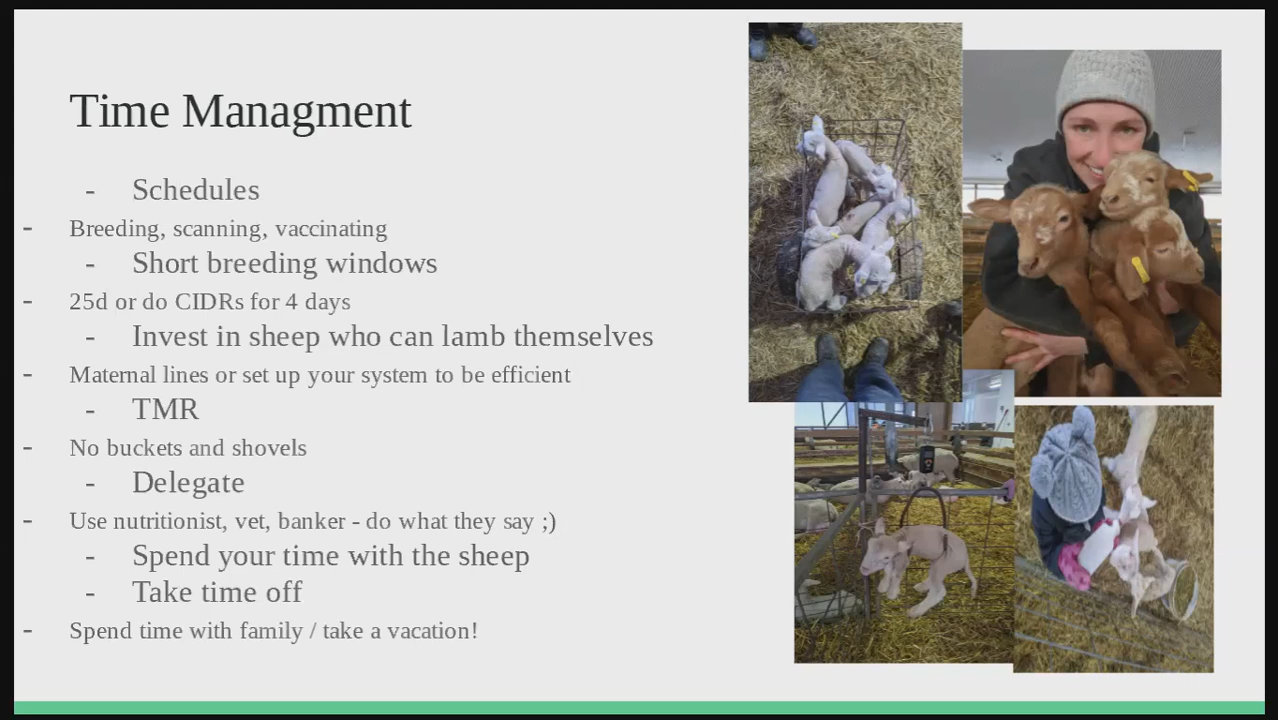 Time Managment
- Schedules
- Breeding, scanning, vaccinating
- Short breeding windows
- 25d or do CIDRs for 4 days
- Invest in sheep who can lamb themselves
- Maternal lines or set up your system to be efficient
- TMR
- No buckets and shovels
- Delegate
- Use nutritionist, vet, banker - do what they say ;)
- Spend your time with the sheep
- Take time off
- Spend time with family / take a vacation!